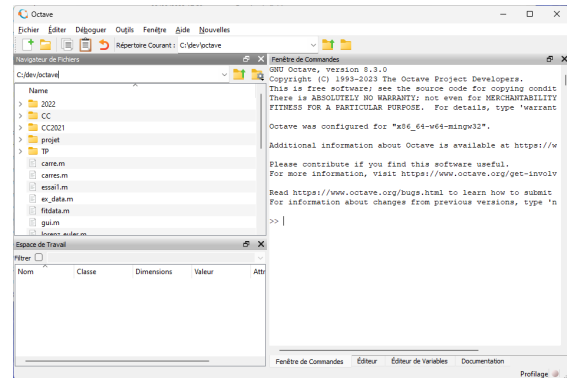 Octave
Fichier Éditer Déboguer Outils Fenêtre Aide Nouvelles
Répertoire Courant : C:\dev\octave
Navigateur de Fichiers
C:/dev/octave
Name
2022
CC
CC2021
projet
TP
carre.m
carres.m
essai1.m
ex_data.m
fitdata.m
gui.m
lorenz_euler.m
Espace de Travail
Filtrer
Nom Classe Dimensions Valeur Attr
Fenêtre de Commandes
GNU Octave, version 8.3.0
Copyright (C) 1993-2023 The Octave Project Developers.
This is free software; see the source code for copying condit
There is ABSOLUTELY NO WARRANTY; not even for MERCHANTABILITY
FITNESS FOR A PARTICULAR PURPOSE. For details, type 'warrant
Octave was configured for "x86_64-w64-mingw32".
Additional information about Octave is available at https://w
Please contribute if you find this software useful.
For more information, visit https://www.octave.org/get-involv
Read https://www.octave.org/bugs.html to learn how to submit
For information about changes from previous versions, type 'n
>>
Fenêtre de Commandes Éditeur Éditeur de Variables Documentation
Profilage